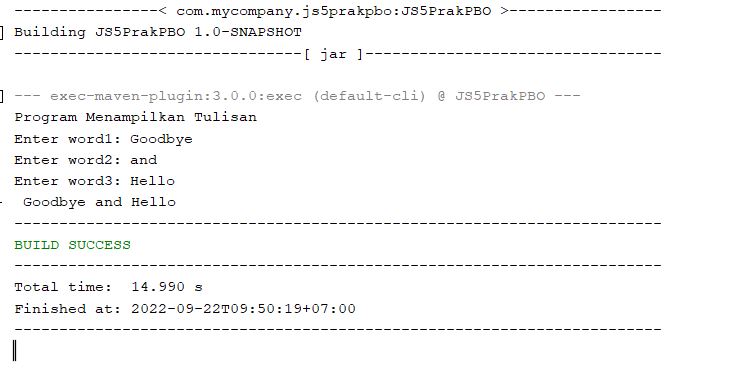 ----------------< com.mycompany.js5prakpbo:JS5PrakPBO >-----------------
Building JS5PrakPBO 1.0-SNAPSHOT
--------------------------------[ jar ]---------------------------------
--- exec-maven-plugin:3.0.0:exec (default-cli) @ JS5PrakPBO ---
Program Menampilkan Tulisan
Enter word1: Goodbye
Enter word2: and
Enter word3: Hello
 Goodbye and Hello
------------------------------------------------------------------------
BUILD SUCCESS
------------------------------------------------------------------------
Total time:  14.990 s
Finished at: 2022-09-22T09:50:19+07:00
------------------------------------------------------------------------